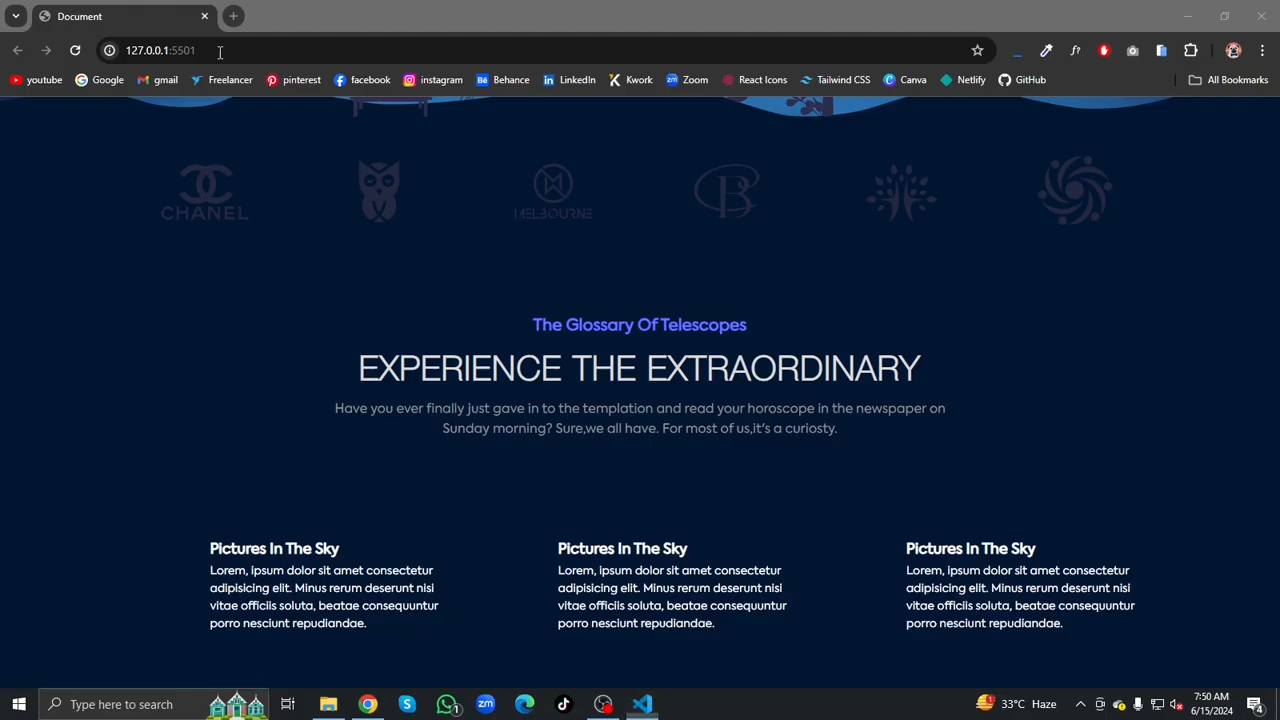 Document
127.0.0.1:5501
youtube Google gmail Freelancer pinterest facebook instagram Behance LinkedIn Kwork Zoom React Icons Tailwind CSS Canva Netlify GitHub All Bookmarks
CHANEL
MELBOURNE
B
The Glossary Of Telescopes
EXPERIENCE THE EXTRAORDINARY
Have you ever finally just gave in to the templation and read your horoscope in the newspaper on
Sunday morning? Sure,we all have. For most of us,it's a curiosty.
Pictures In The Sky
Lorem, ipsum dolor sit amet consectetur
adipisicing elit. Minus rerum deserunt nisi
vitae officiis soluta, beatae consequuntur
porro nesciunt repudiandae.
Pictures In The Sky
Lorem, ipsum dolor sit amet consectetur
adipisicing elit. Minus rerum deserunt nisi
vitae officiis soluta, beatae consequuntur
porro nesciunt repudiandae.
Pictures In The Sky
Lorem, ipsum dolor sit amet consectetur
adipisicing elit. Minus rerum deserunt nisi
vitae officiis soluta, beatae consequuntur
porro nesciunt repudiandae.
Type here to search
33°C Haze
7:50 AM
6/15/2024